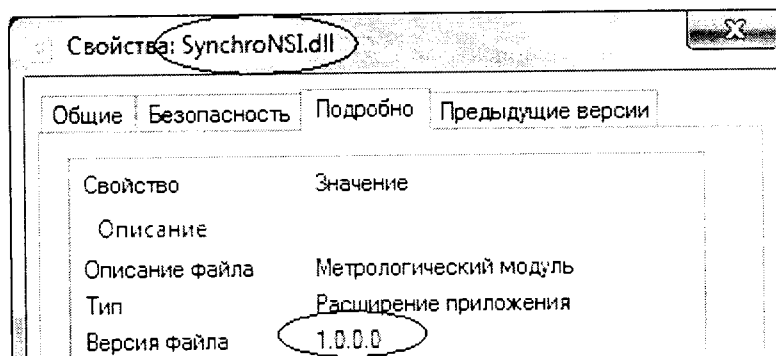 Свойства: SynchroNSI.dll
Общие Безопасность Подробно Предыдущие версии
Свойство Значение
Описание
Описание файла Метрологический модуль
Тип Расширение приложения
Версия файла 1.0.0.0